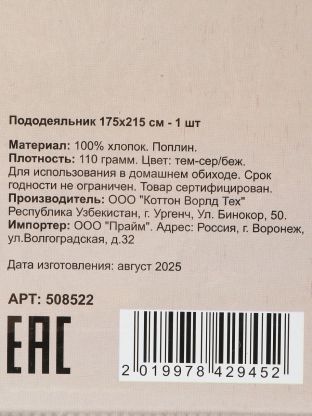 Пододеяльник 175х215 см - 1 шт
Материал: 100% хлопок. Поплин.
Плотность: 110 грамм. Цвет: тем-сер/беж.
Для использования в домашнем обиходе. Срок
годности не ограничен. Товар сертифицирован.
Производитель: ООО "Коттон Ворлд Тех"
Республика Узбекистан, г. Ургенч, Ул. Бинокор, 50.
Импортер: ООО "Прайм". Адрес: Россия, г. Воронеж,
ул.Волгоградская, д.32
Дата изготовления: август 2025
АРТ: 508522
EAC
2 019978 429452